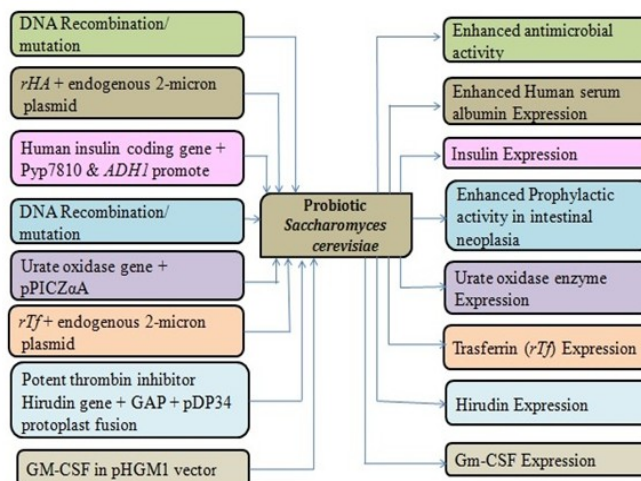 DNA Recombination/
mutation
rHA + endogenous 2-micron
plasmid
Human insulin coding gene +
Pyp7810 & ADH1 promote
DNA Recombination/
mutation
Urate oxidase gene +
pPICZαA
rTf + endogenous 2-micron
plasmid
Potent thrombin inhibitor
Hirudin gene + GAP + pDP34
protoplast fusion
GM-CSF in pHGM1 vector
Probiotic
Saccharomyces
cerevisiae
Enhanced antimicrobial
activity
Enhanced Human serum
albumin Expression
Insulin Expression
Enhanced Prophylactic
activity in intestinal
neoplasia
Urate oxidase enzyme
Expression
Trasferrin (rTf) Expression
Hirudin Expression
Gm-CSF Expression